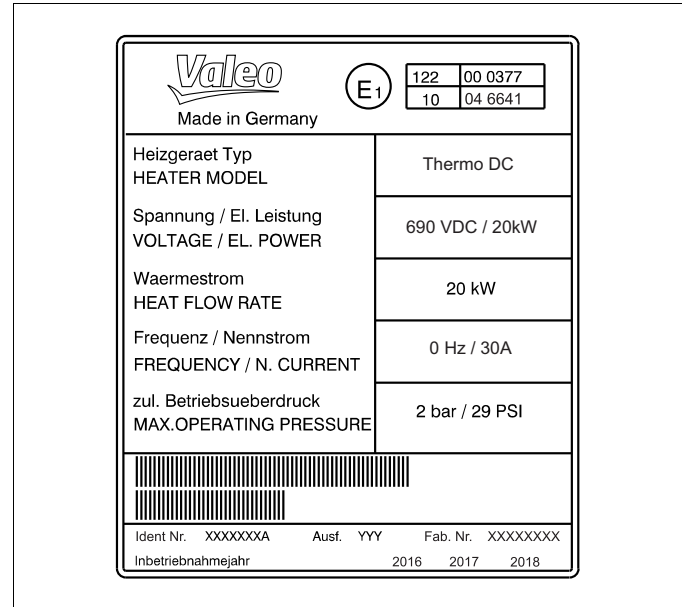 Valeo
Made in Germany
E1
122 00 0377
10 04 6641
Heizgeraet Typ
HEATER MODEL
Thermo DC
Spannung / El. Leistung
VOLTAGE / EL. POWER
690 VDC / 20kW
Waermestrom
HEAT FLOW RATE
20 kW
Frequenz / Nennstrom
FREQUENCY / N. CURRENT
0 Hz / 30A
zul. Betriebsueberdruck
MAX.OPERATING PRESSURE
2 bar / 29 PSI
Ident Nr. XXXXXXXA Ausf. YYY Fab. Nr. XXXXXXXX
Inbetriebnahmejahr 2016 2017 2018